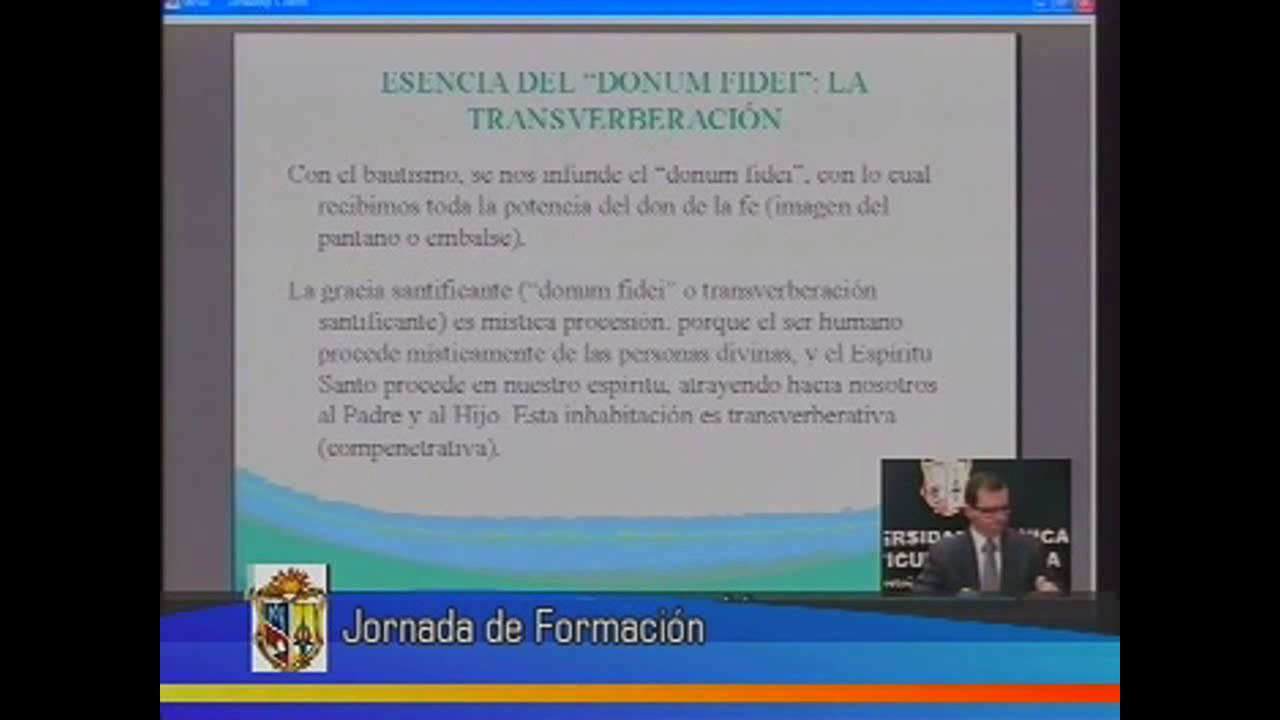 ESENCIA DEL “DONUM FIDEI”: LA
TRANSVERBERACIÓN
Con el bautismo, se nos infunde el “donum fidei”, con lo cual
recibimos toda la potencia del don de la fe (imagen del
pantano o embalse).
La gracia santificante (“donum fidei” o transverberación
santificante) es mística procesión, porque el ser humano
procede místicamente de las personas divinas, y el Espíritu
Santo procede en nuestro espíritu, atrayendo hacia nosotros
al Padre y al Hijo. Esta inhabitación es transverberativa
(compenetrativa).
Jornada de Formación